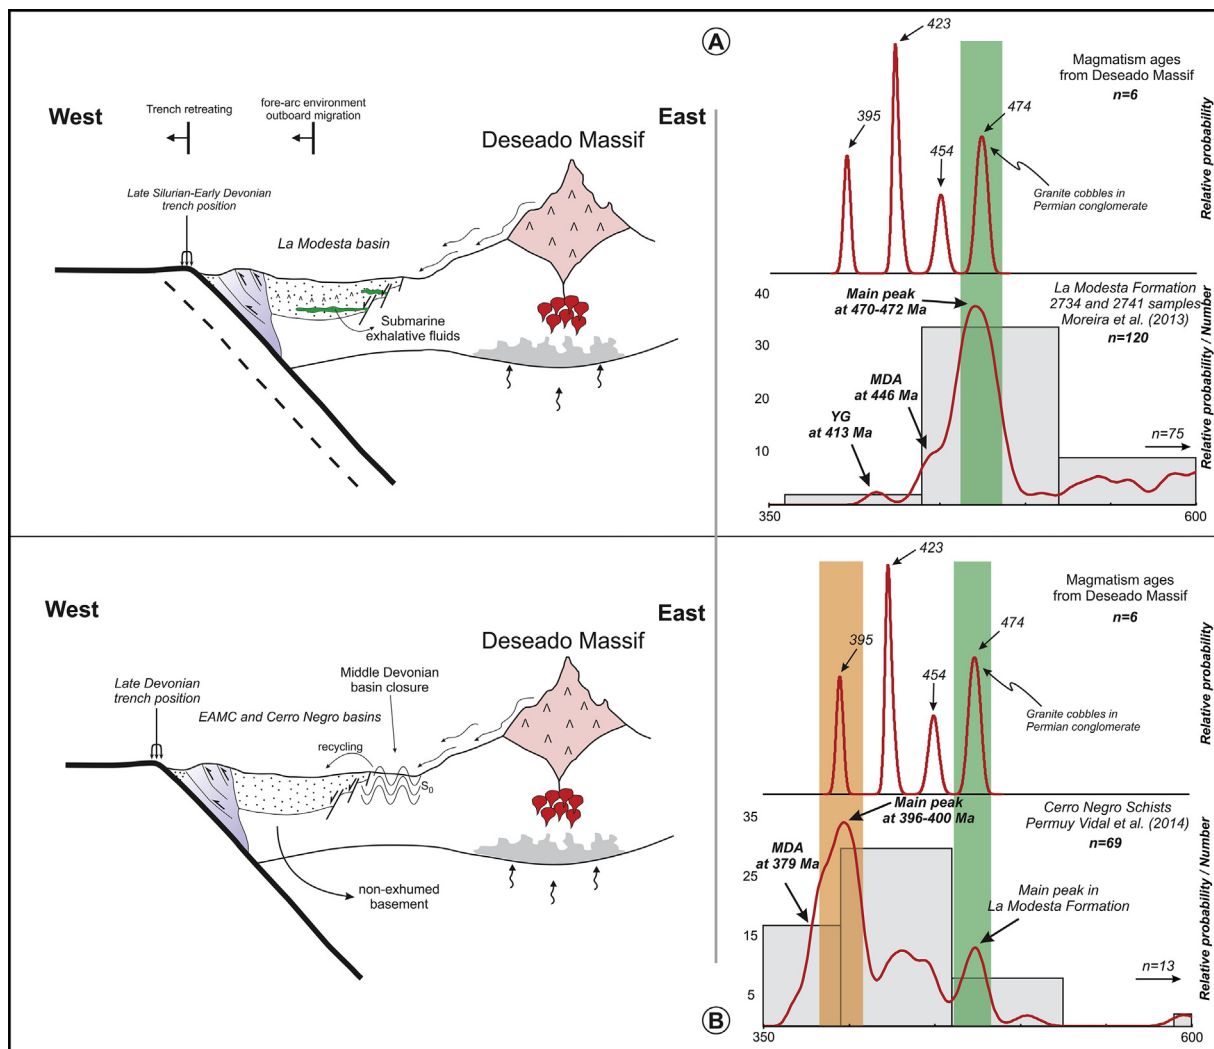 A
West
Trench retreating
fore-arc environment
outboard migration
East
Deseado Massif
Late Silurian-Early Devonian
trench position
La Modesta basin
Submarine
exhalative fluids
423
395
454
474
Magmatism ages
from Deseado Massif
n=6
Granite cobbles in
Permian conglomerate
Relative probability
40
30
20
10
Main peak
at 470-472 Ma
La Modesta Formation
2734 and 2741 samples
Moreira et al. (2013)
n=120
MDA
at 446 Ma
YG
at 413 Ma
n=75
Relative probability / Number
350
600
West
East
Deseado Massif
Late Devonian
trench position
Middle Devonian
basin closure
EAMC and Cerro Negro basins
recycling
S0
non-exhumed
basement
423
395
454
474
Magmatism ages
from Deseado Massif
n=6
Granite cobbles in
Permian conglomerate
Relative probability
35
25
15
5
Main peak
at 396-400 Ma
Cerro Negro Schists
Permuy Vidal et al. (2014)
n=69
MDA
at 379 Ma
Main peak in
La Modesta Formation
n=13
Relative probability / Number
B
350
600